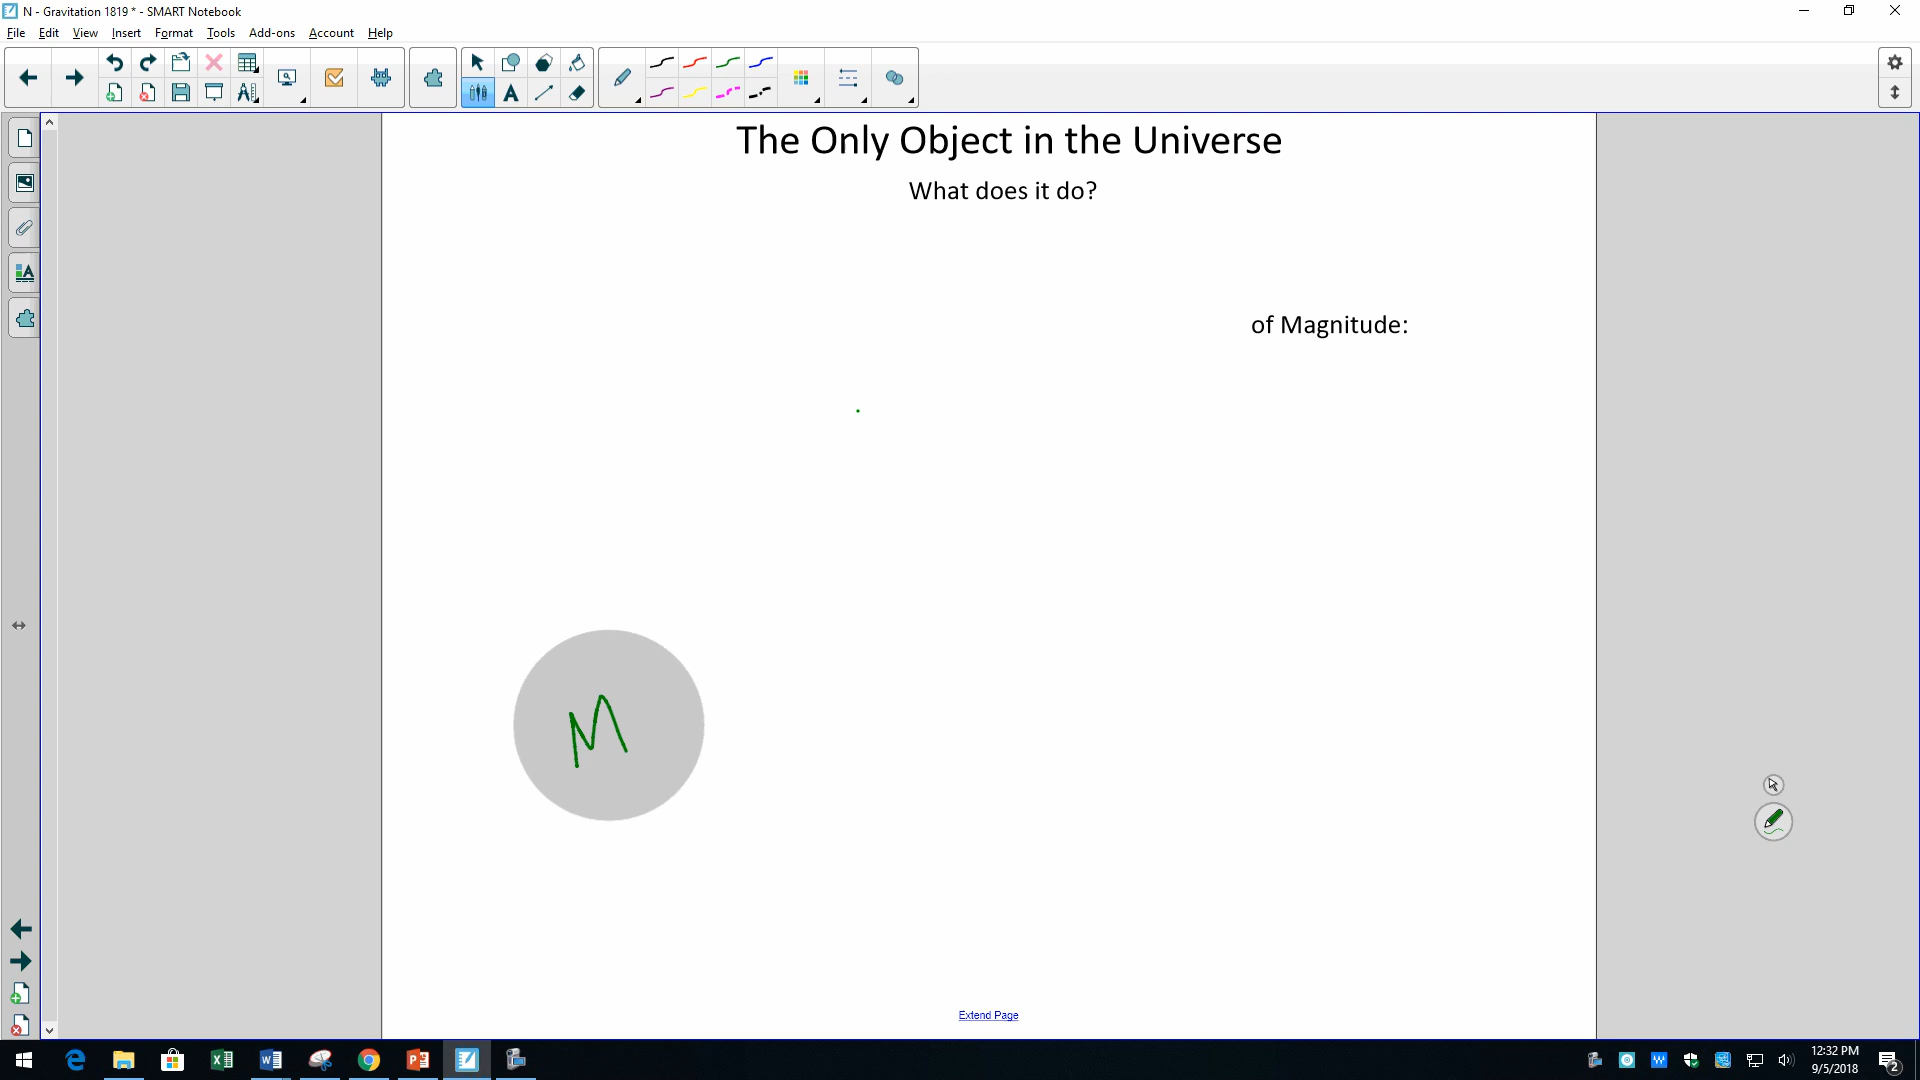 N - Gravitation 1819 * - SMART Notebook
File Edit View Insert Format Tools Add-ons Account Help
The Only Object in the Universe
What does it do?
of Magnitude:
M
Extend Page
12:32 PM
9/5/2018
2